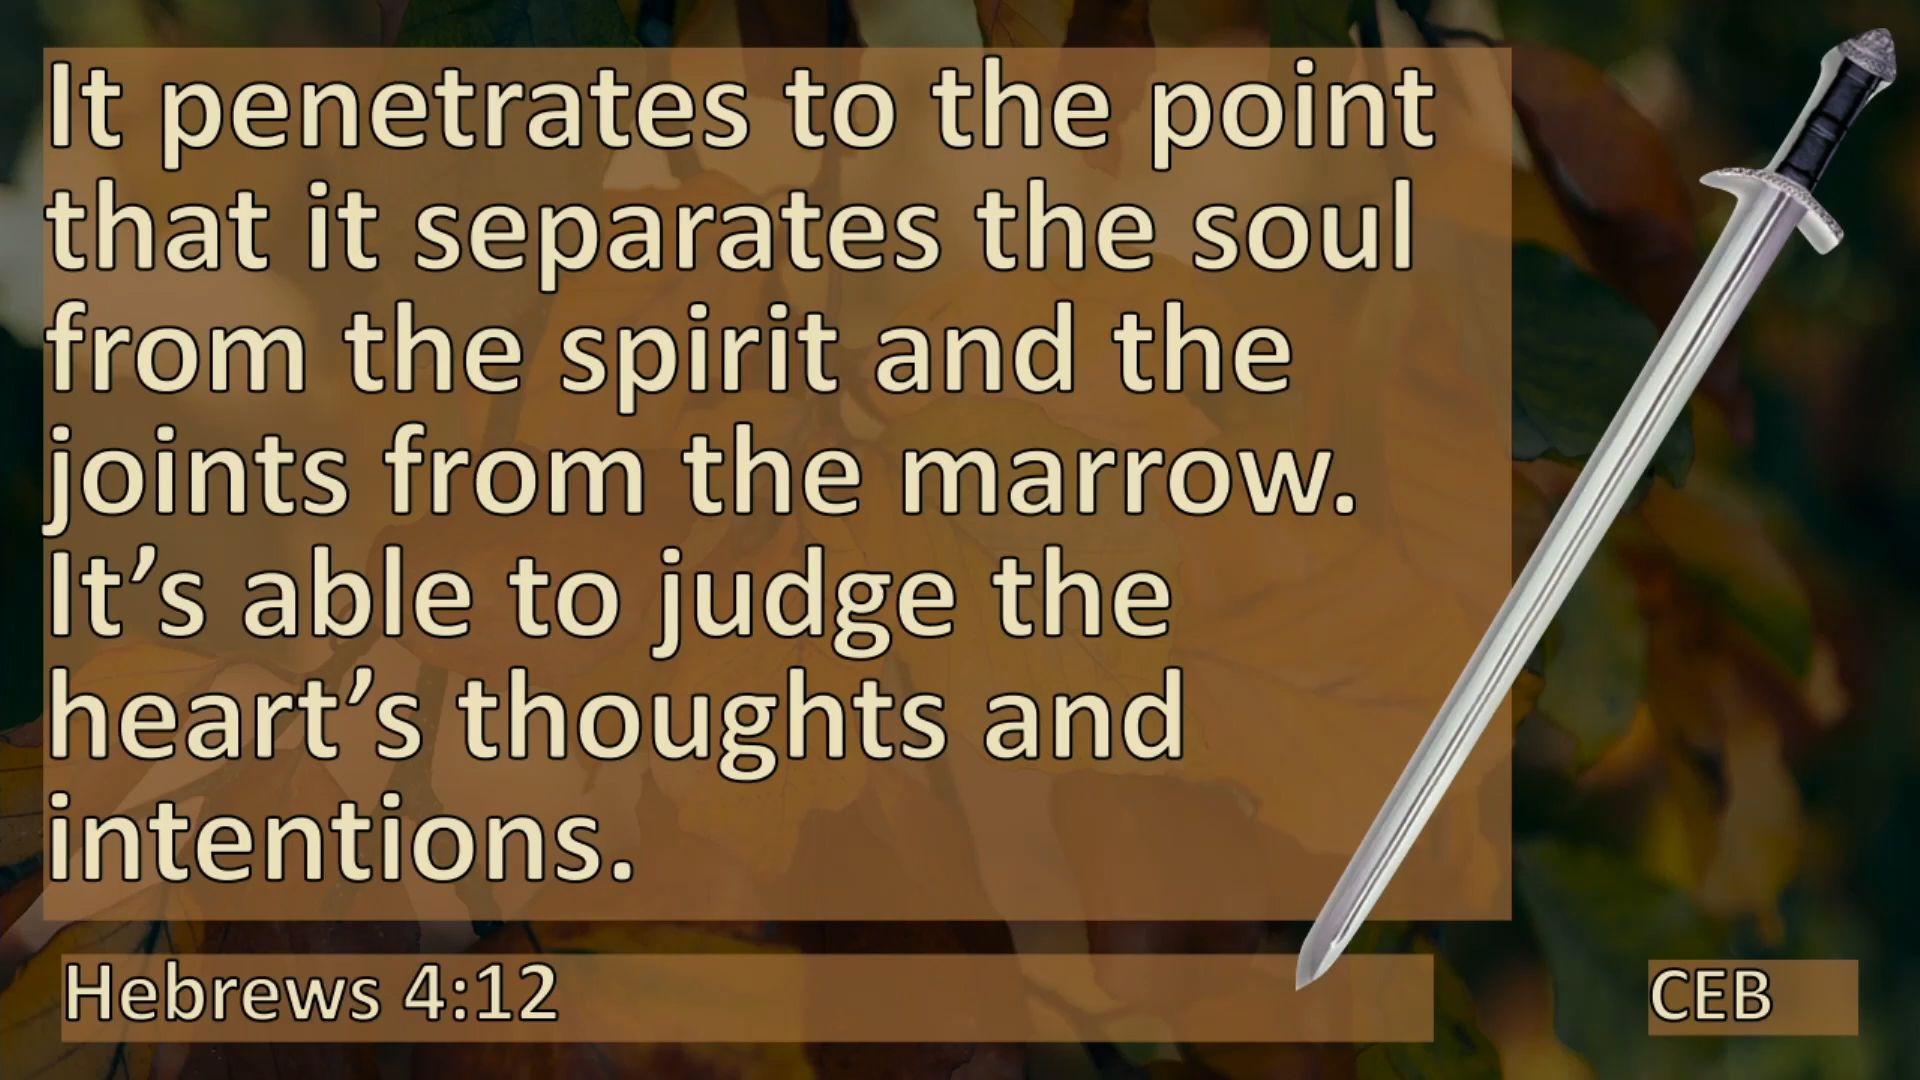 It penetrates to the point
that it separates the soul
from the spirit and the
joints from the marrow.
It’s able to judge the
heart’s thoughts and
intentions.
Hebrews 4:12
CEB